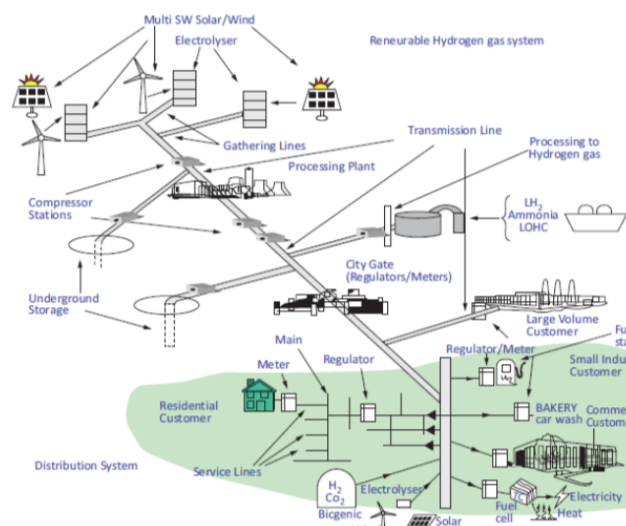 Multi SW Solar/Wind
Electrolyser
Reneurable Hydrogen gas system
Gathering Lines
Transmission Line
Processing to
Hydrogen gas
Processing Plant
Compressor
Stations
LH2
Ammonia
LOHC
City Gate
(Regulators/Meters)
Underground
Storage
Large Volume
Customer
Fu
sta
Main
Regulator
Regulator/Meter
Small Indu
Customer
Meter
Residential
Customer
BAKERY
car wash
Comme
Custom
Distribution System
Service Lines
H2
Co2
Bicgenic
Electrolyser
Solar
Fuel
cell
Electricity
Heat